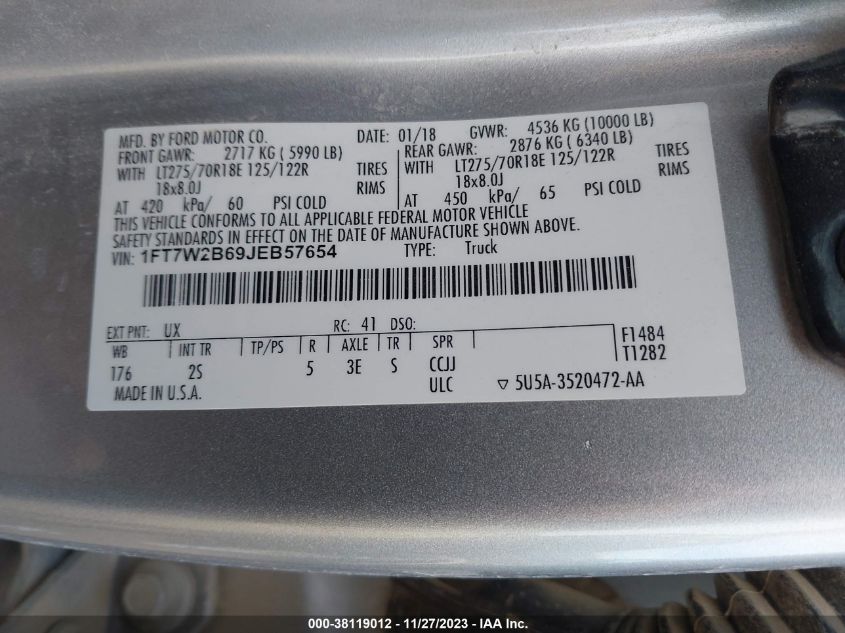 MFD. BY FORD MOTOR CO. DATE: 01/18 GVWR: 4536 KG (10000 LB)
FRONT GAWR: 2717 KG ( 5990 LB) REAR GAWR: 2876 KG ( 6340 LB)
WITH LT275/70R18E 125/122R TIRES WITH LT275/70R18E 125/122R TIRES
18x8.0J RIMS 18x8.0J RIMS
AT 420 kPa/ 60 PSI COLD AT 450 kPa/ 65 PSI COLD
THIS VEHICLE CONFORMS TO ALL APPLICABLE FEDERAL MOTOR VEHICLE
SAFETY STANDARDS IN EFFECT ON THE DATE OF MANUFACTURE SHOWN ABOVE.
VIN: 1FT7W2B69JEB57654 TYPE: Truck
EXT PNT: UX RC: 41 DSO:
WB INT TR TP/PS R AXLE TR SPR F1484
176 2S 5 3E S CCJJ T1282
MADE IN U.S.A. ULC ▽ 5U5A-3520472-AA
000-38119012 - 11/27/2023 - IAAI.COM